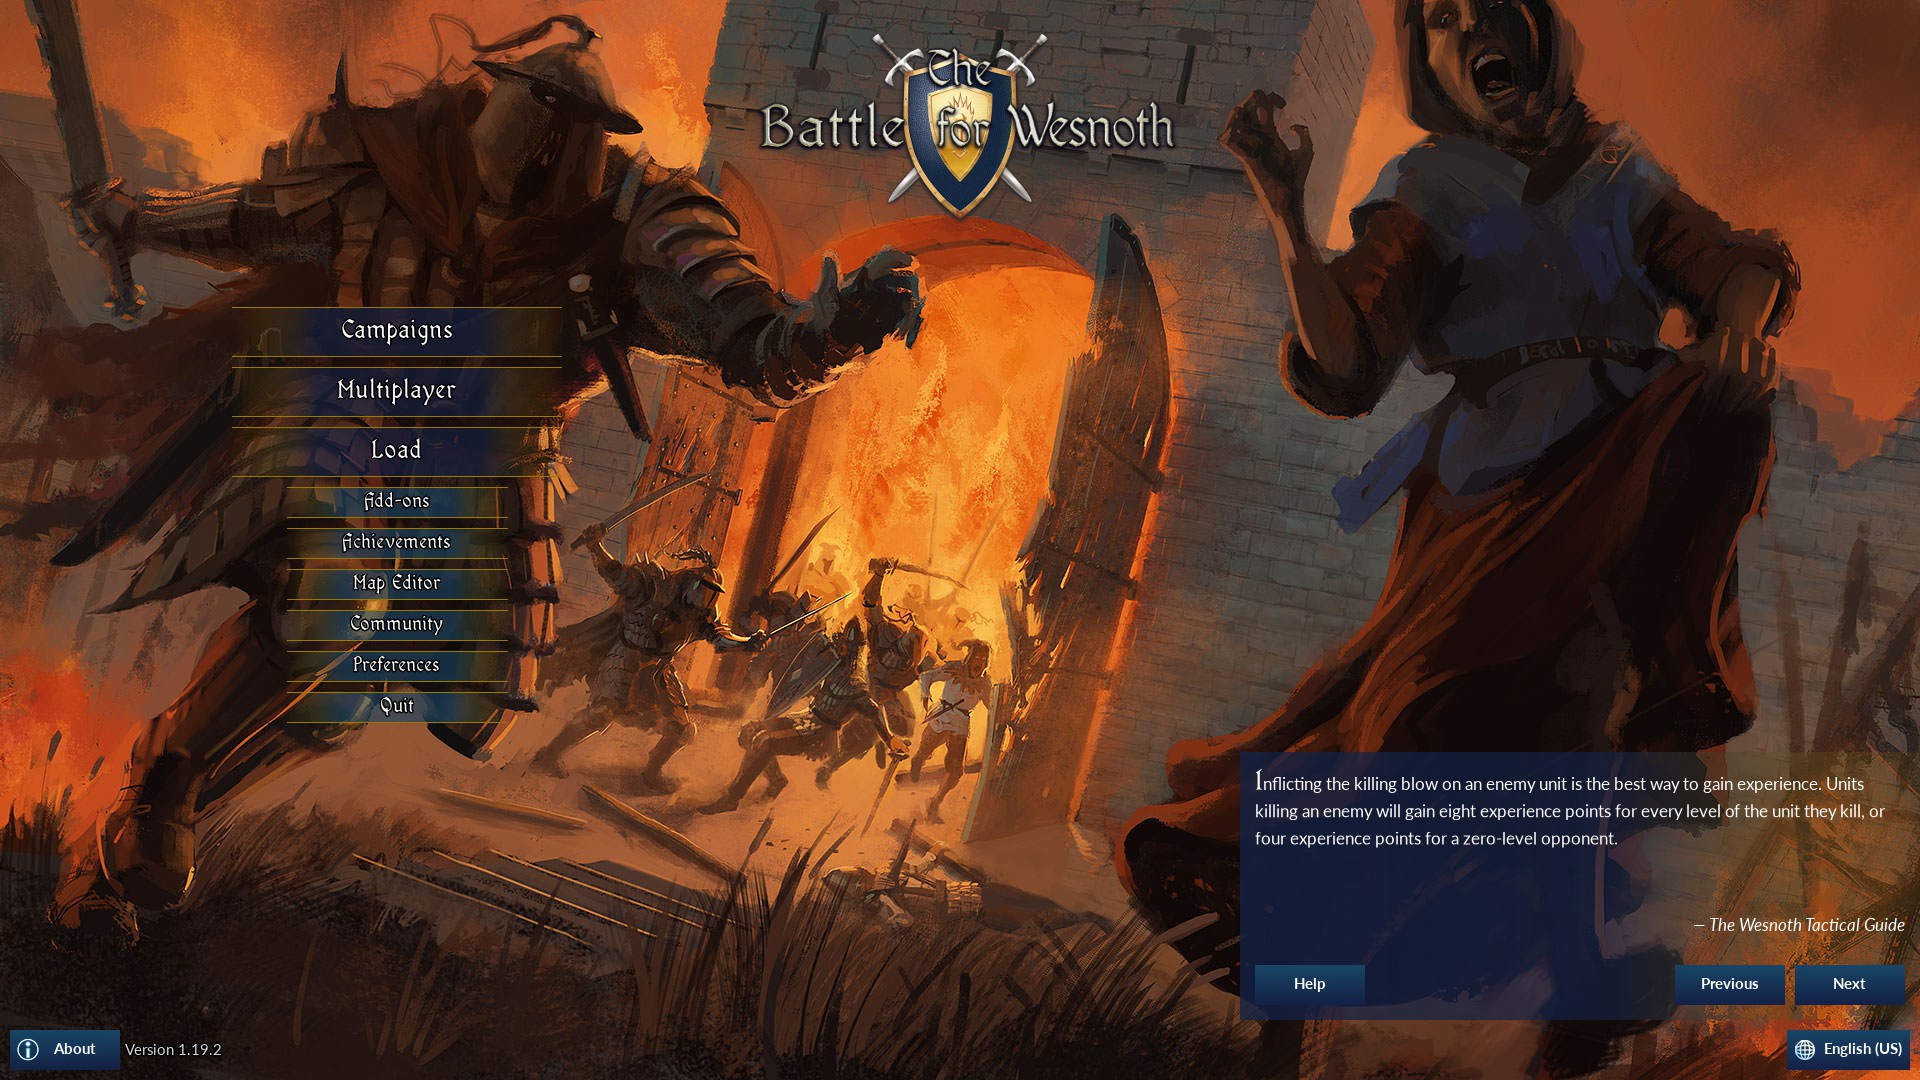 The
Battle for Wesnoth
Campaigns
Multiplayer
Load
Add-ons
Achievements
Map Editor
Community
Preferences
Quit
Inflicting the killing blow on an enemy unit is the best way to gain experience. Units
killing an enemy will gain eight experience points for every level of the unit they kill, or
four experience points for a zero-level opponent.
— The Wesnoth Tactical Guide
Help
Previous
Next
About
Version 1.19.2
English (US)